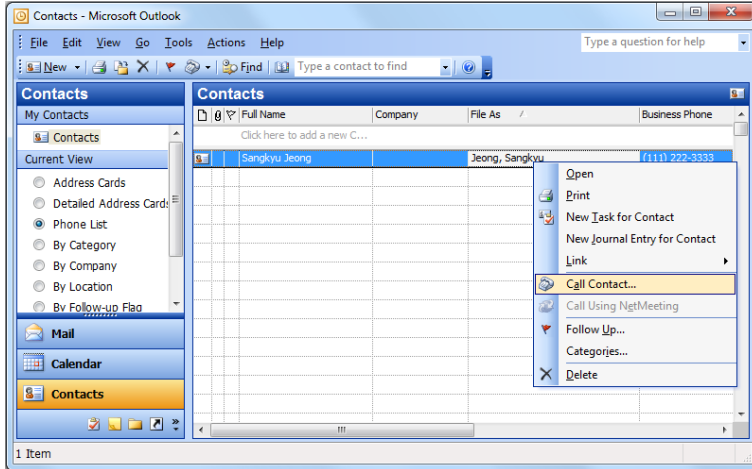 Contacts - Microsoft Outlook
File Edit View Go Tools Actions Help Type a question for help
New Find Type a contact to find
Contacts
My Contacts
Contacts
Current View
Address Cards
Detailed Address Cards
Phone List
By Category
By Company
By Location
By Follow-up Flag
Mail
Calendar
Contacts
Contacts
Full Name Company File As Business Phone
Click here to add a new C...
Sangkyu Jeong Jeong, Sangkyu (111) 222-3333
Open
Print
New Task for Contact
New Journal Entry for Contact
Link
Call Contact...
Call Using NetMeeting
Follow Up...
Categories...
Delete
1 Item